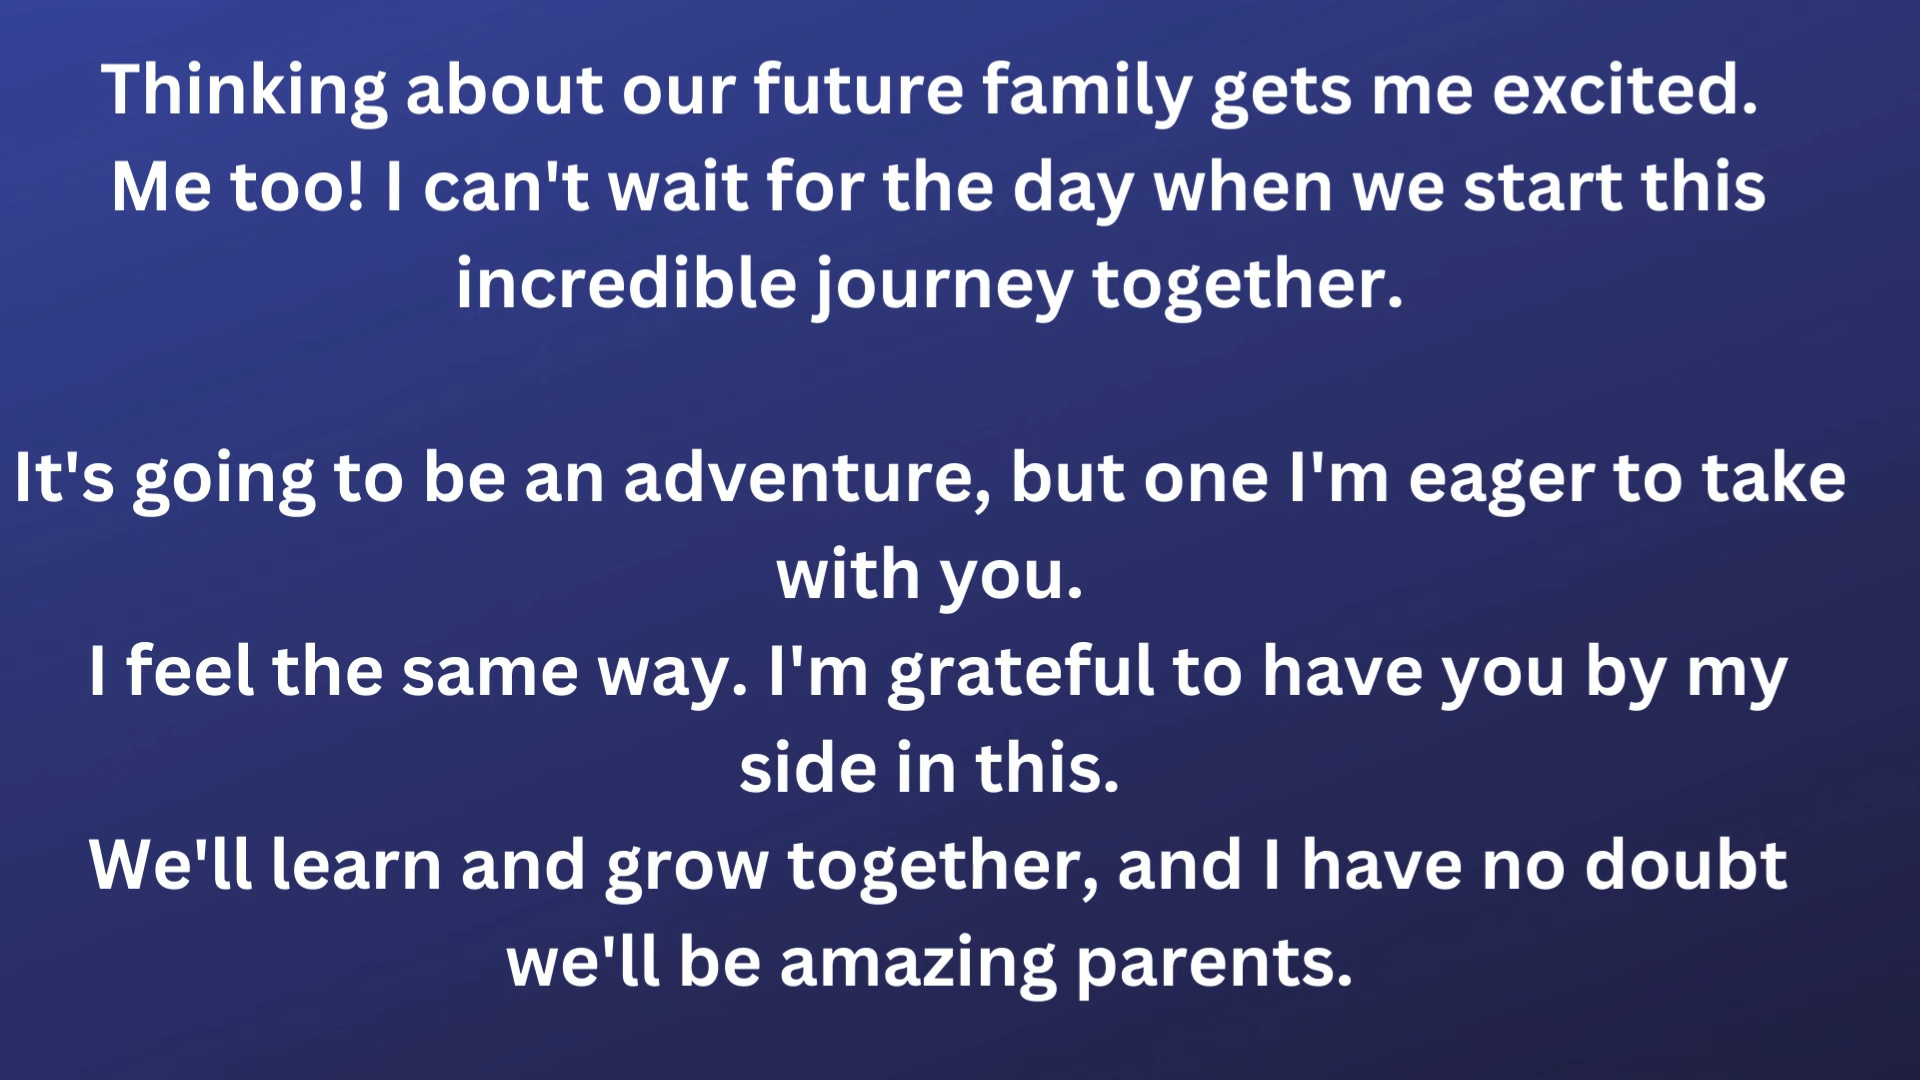 Thinking about our future family gets me excited.
Me too! I can't wait for the day when we start this
incredible journey together.
It's going to be an adventure, but one I'm eager to take
with you.
I feel the same way. I'm grateful to have you by my
side in this.
We'll learn and grow together, and I have no doubt
we'll be amazing parents.